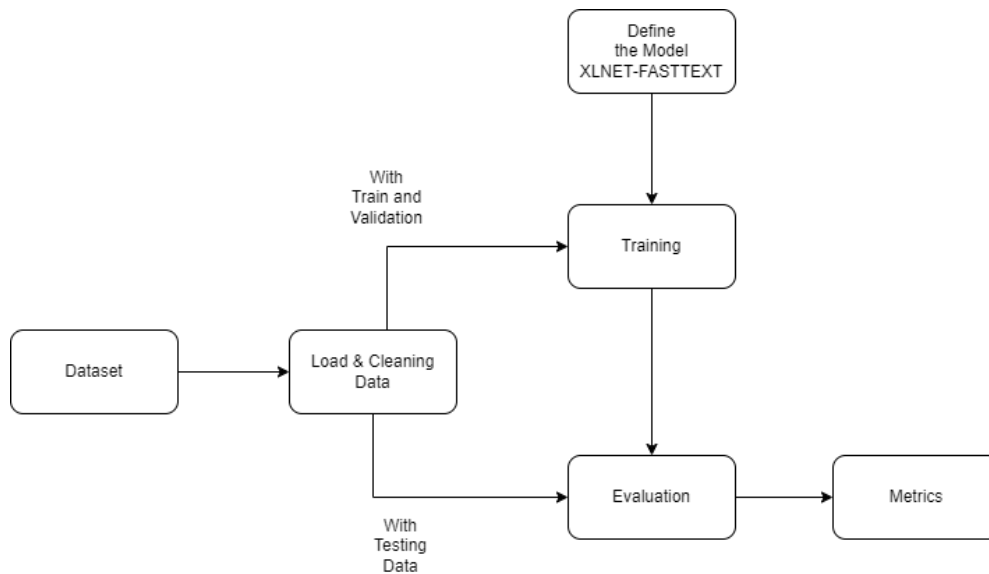 Define
the Model
XLNET-FASTTEXT
With
Train and
Validation
Training
Dataset
Load & Cleaning
Data
Evaluation
Metrics
With
Testing
Data